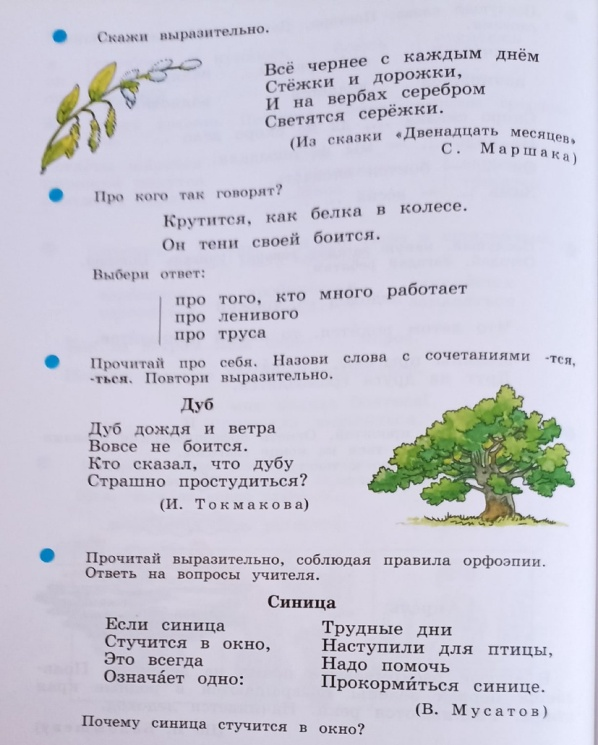 Скажи выразительно.
Всё чернее с каждым днём
Стёжки и дорожки,
И на вербах серебром
Светятся серёжки.
(Из сказки «Двенадцать месяцев»
С. Маршака)
Про кого так говорят?
Крутится, как белка в колесе.
Он тени своей боится.
Выбери ответ:
про того, кто много работает
про ленивого
про труса
Прочитай про себя. Назови слова с сочетаниями -тся,
-ться. Повтори выразительно.
Дуб
Дуб дождя и ветра
Вовсе не боится.
Кто сказал, что дубу
Страшно простудиться?
(И. Токмакова)
Прочитай выразительно, соблюдая правила орфоэпии.
Ответь на вопросы учителя.
Синица
Если синица
Стучится в окно,
Это всегда
Означа́ет одно:
Трудные дни
Наступили для птицы,
Надо помочь
Прокорми́ться синице.
(В. Мусатов)
Почему синица стучится в окно?